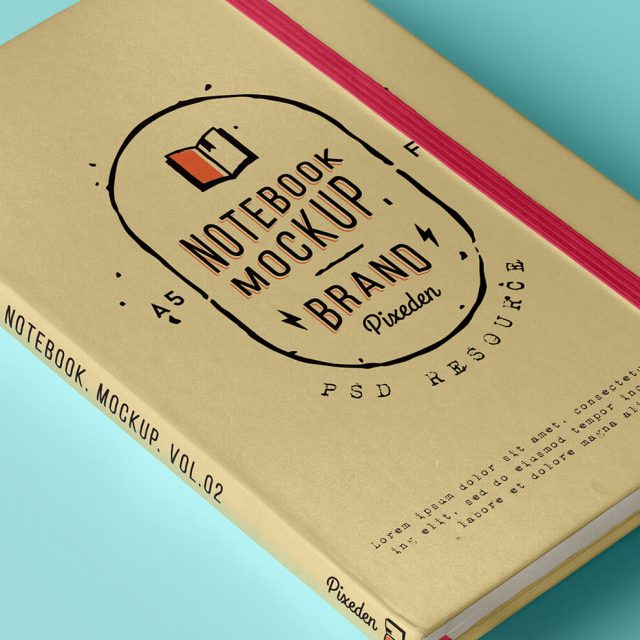 NOTEBOOK
MOCKUP
BRAND
Pixeden
A5
F
PSD RESOURCE
Lorem ipsum dolor sit amet, consectetu
ing elit, sed do eiusmod tempor inc
labore et dolore magna ali
NOTEBOOK. MOCKUP. VOL.02
Pixeden